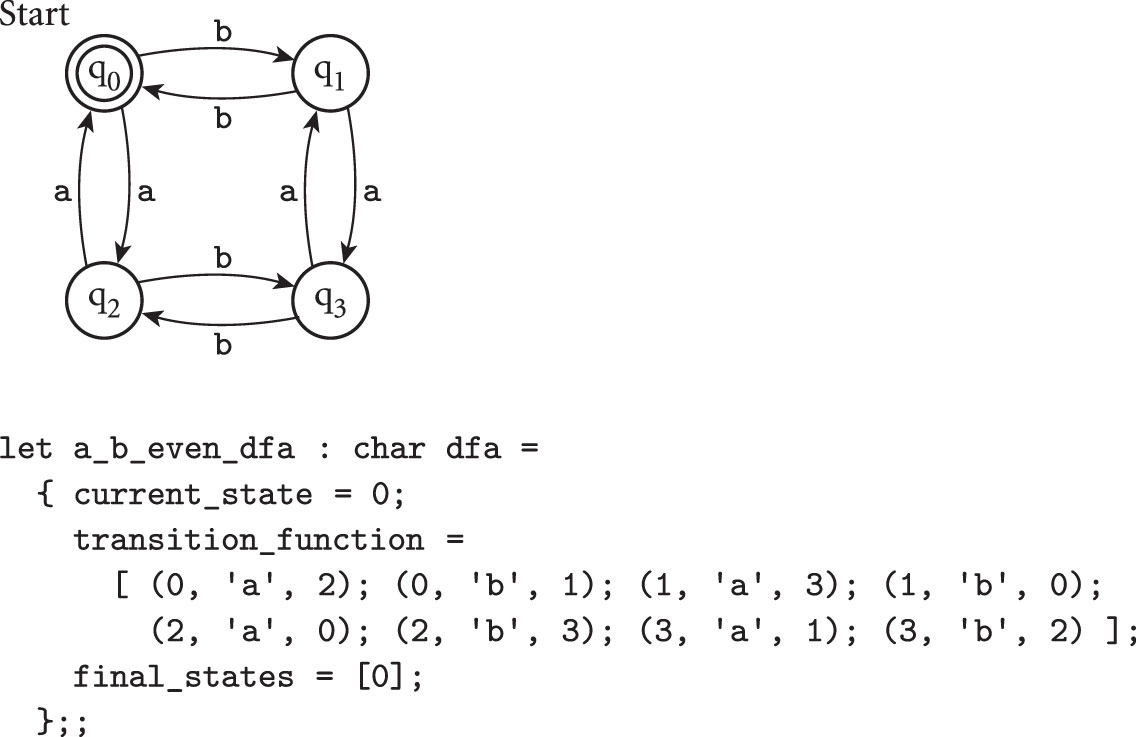 Start
b
q0 q1
b
a a a a
b
q2 q3
b
let a_b_even_dfa : char dfa =
{ current_state = 0;
transition_function =
[ (0, 'a', 2); (0, 'b', 1); (1, 'a', 3); (1, 'b', 0);
(2, 'a', 0); (2, 'b', 3); (3, 'a', 1); (3, 'b', 2) ];
final_states = [0];
};;